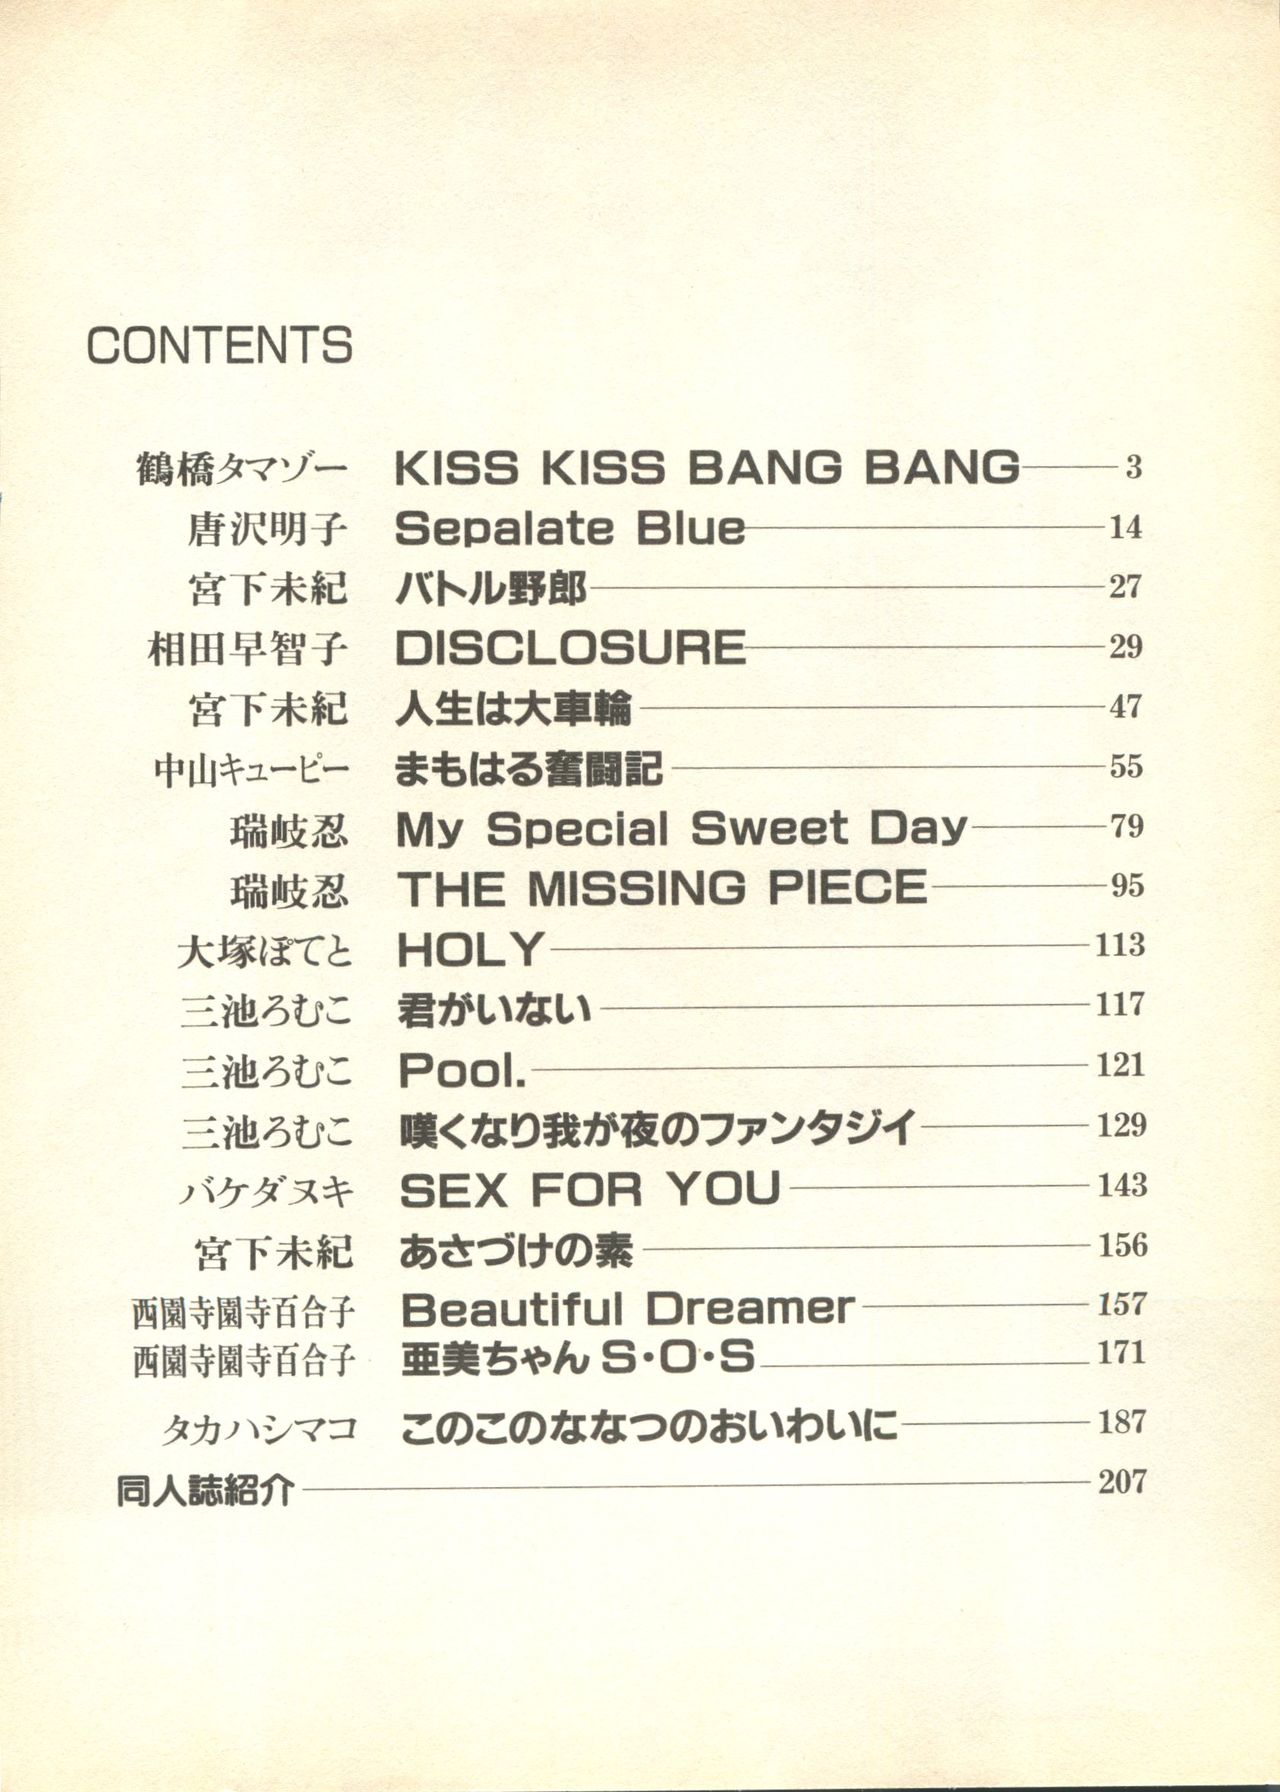 CONTENTS
鶴橋タマゾー KISS KISS BANG BANG 3
唐沢明子 Sepalate Blue 14
宮下未紀 バトル野郎 27
相田早智子 DISCLOSURE 29
宮下未紀 人生は大車輪 47
中山キューピー まもはる奮闘記 55
瑞岐忍 My Special Sweet Day 79
瑞岐忍 THE MISSING PIECE 95
大塚ぽてと HOLY 113
三池ろむこ 君がいない 117
三池ろむこ Pool. 121
三池ろむこ 嘆くなり我が夜のファンタジイ 129
バケダヌキ SEX FOR YOU 143
宮下未紀 あさづけの素 156
西園寺園寺百合子 Beautiful Dreamer 157
西園寺園寺百合子 亜美ちゃんS・O・S 171
タカハシマコ このこのななつのおいわいに 187
同人誌紹介 207